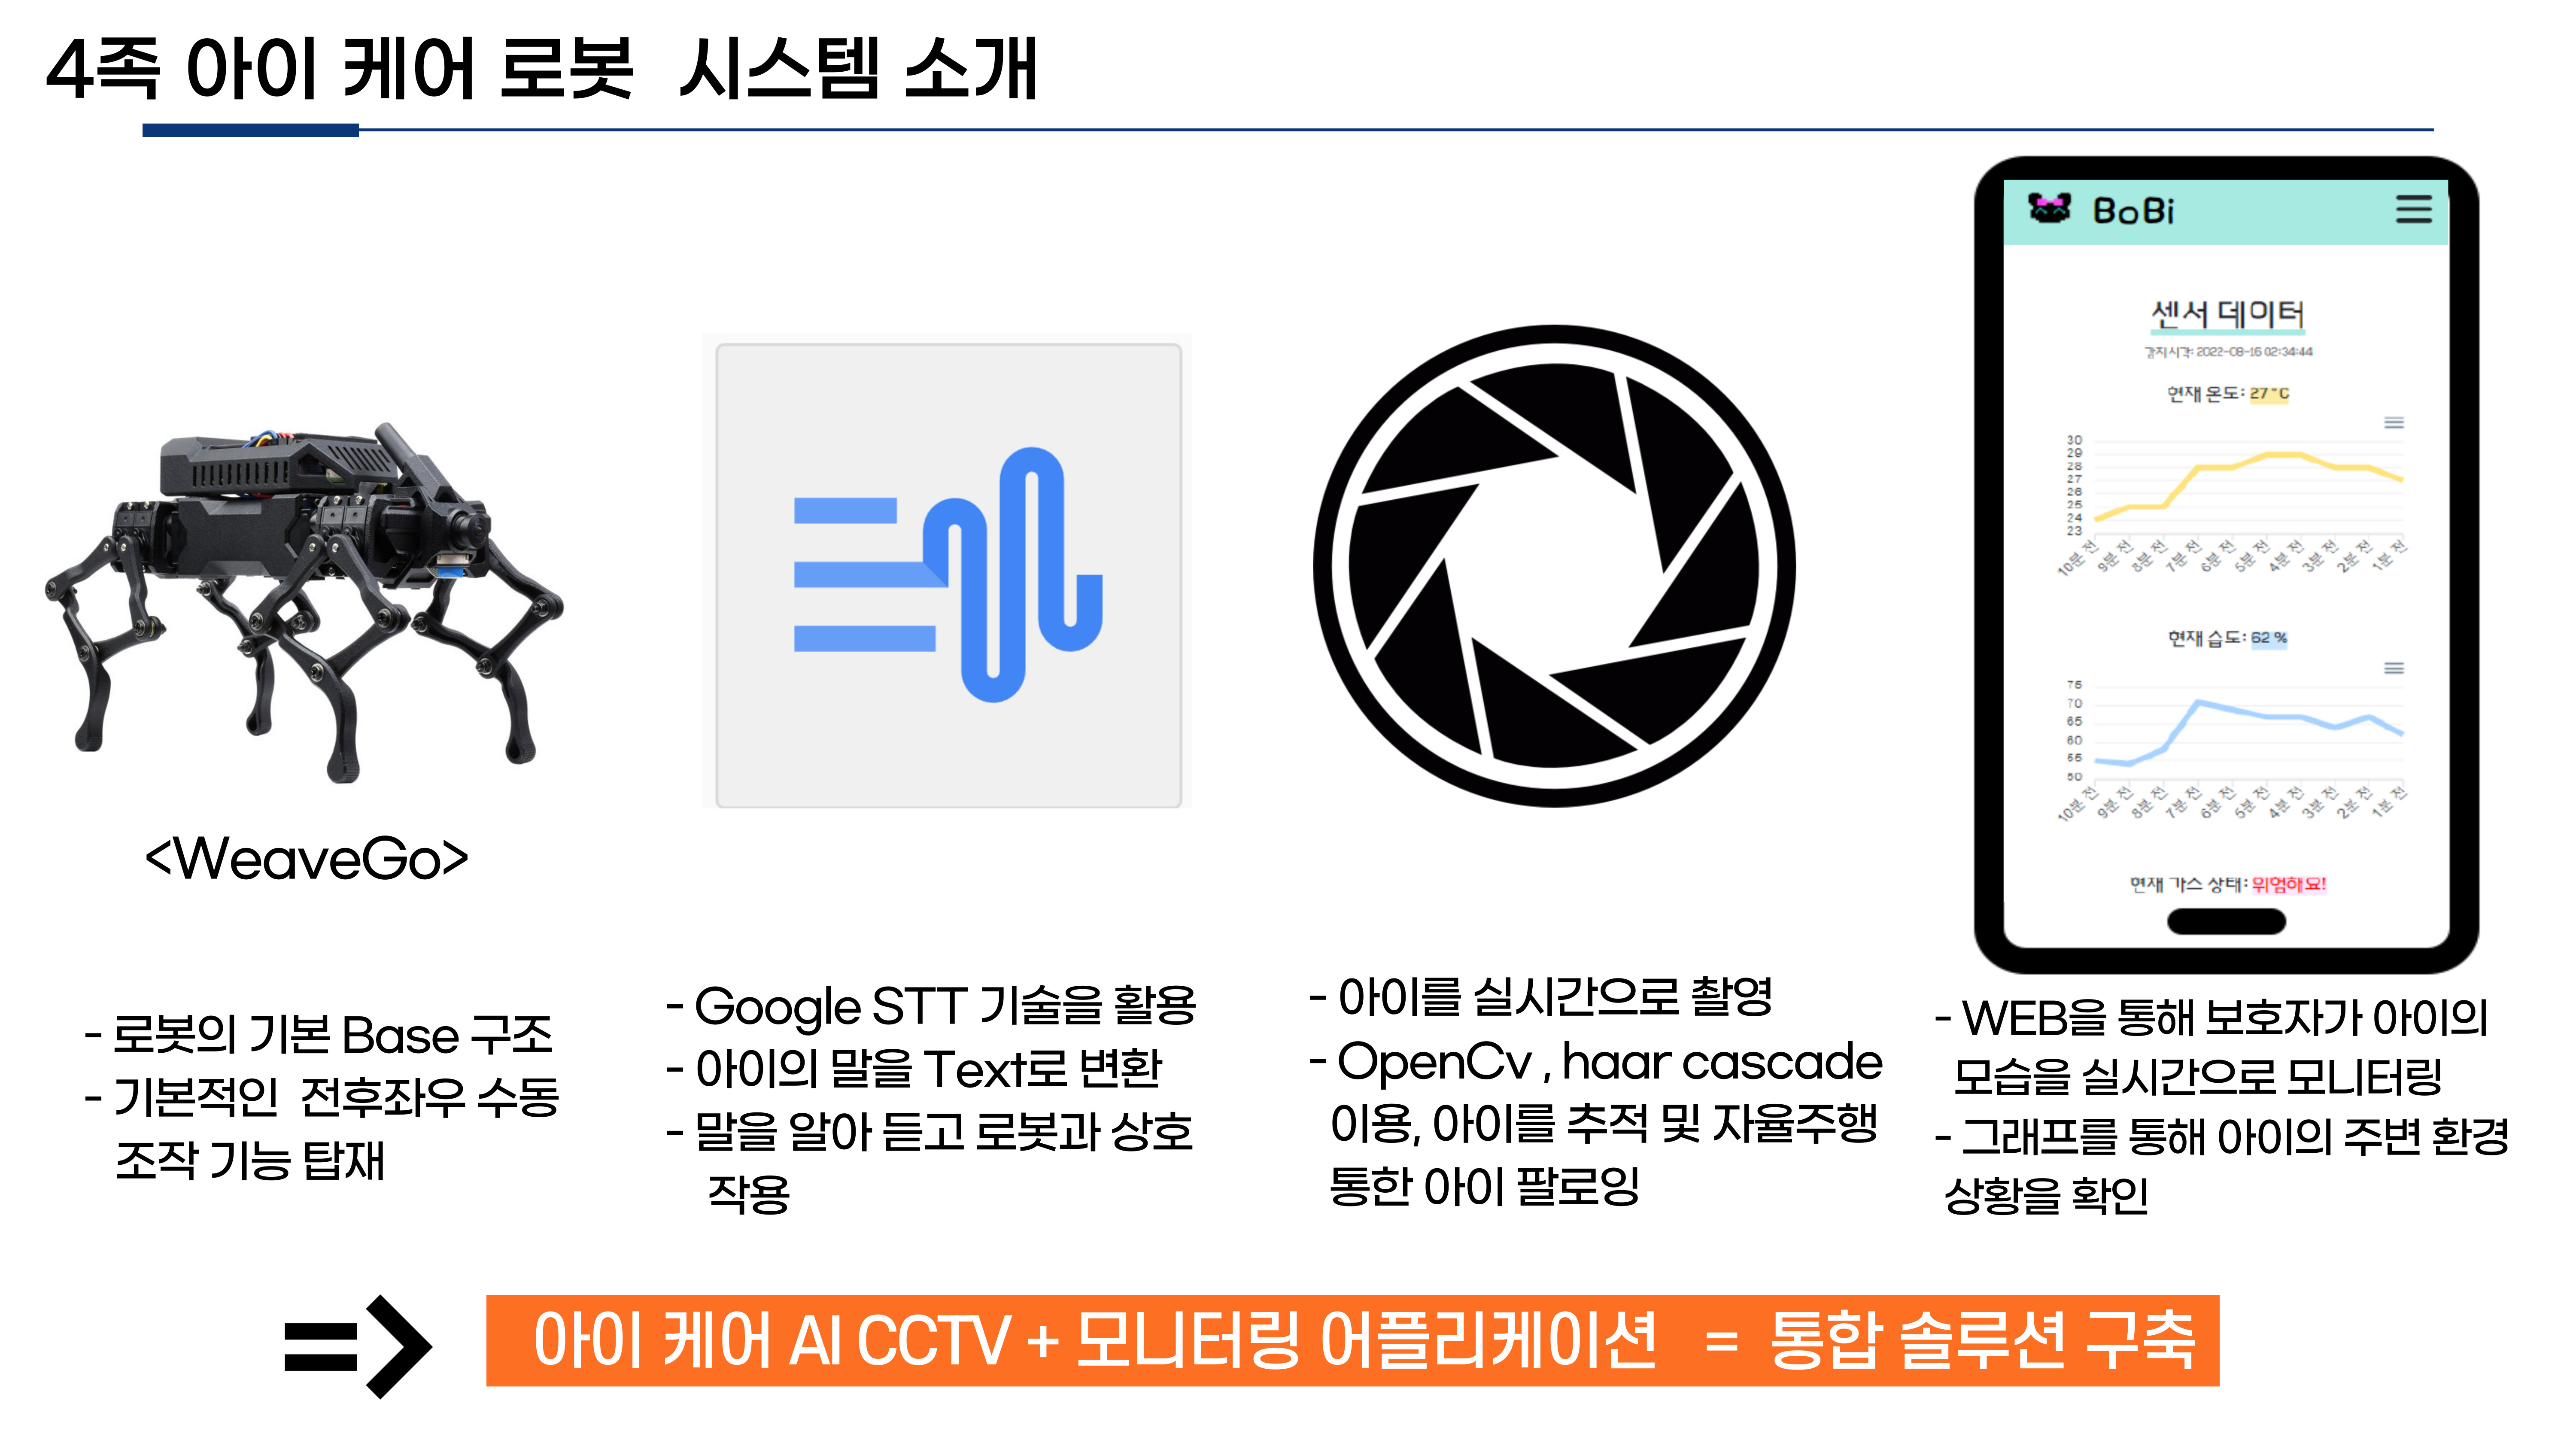 4족 아이 케어 로봇 시스템 소개
<WeaveGo>
- 로봇의 기본 Base 구조
- 기본적인 전후좌우 수동
조작 기능 탑재
- Google STT 기술을 활용
- 아이의 말을 Text로 변환
- 말을 알아 듣고 로봇과 상호
작용
- 아이를 실시간으로 촬영
- OpenCv , haar cascade
이용, 아이를 추적 및 자율주행
통한 아이 팔로잉
BoBi
센서 데이터
감지 시각: 2022-08-16 02:34:44
현재 온도: 27 °C
30
29
28
27
26
25
24
23
10분 전 9분 전 8분 전 7분 전 6분 전 5분 전 4분 전 3분 전 2분 전 1분 전
현재 습도: 62 %
75
70
65
60
55
50
10분 전 9분 전 8분 전 7분 전 6분 전 5분 전 4분 전 3분 전 2분 전 1분 전
현재 가스 상태: 위험해요!
- WEB을 통해 보호자가 아이의
모습을 실시간으로 모니터링
- 그래프를 통해 아이의 주변 환경
상황을 확인
=> 아이 케어 AI CCTV + 모니터링 어플리케이션 = 통합 솔루션 구축